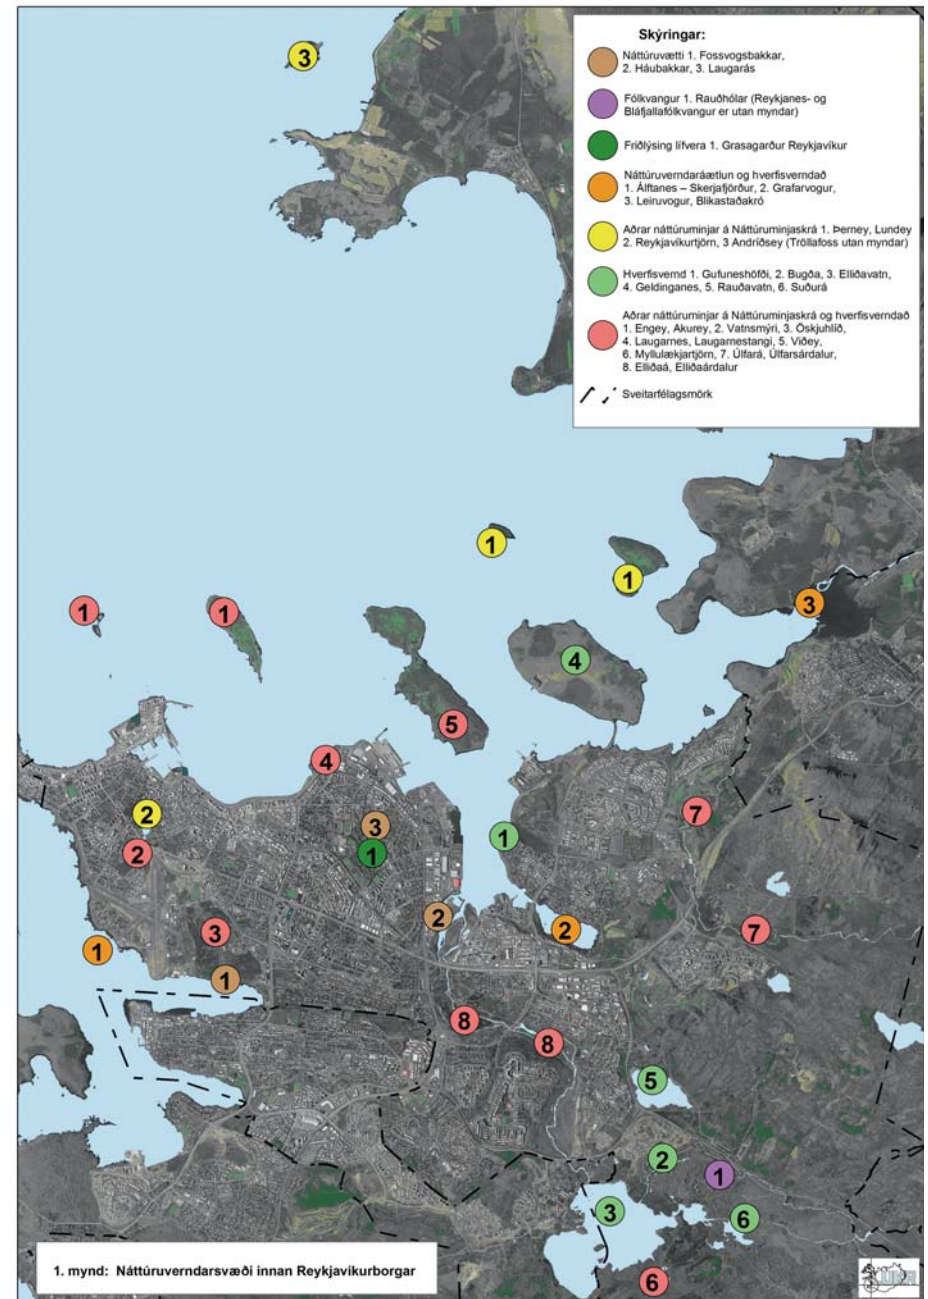 Skýringar:
Náttúruvætti 1. Fossvogsbakkar,
2. Háubakkar, 3. Laugarás
Fólkvangur 1. Rauðhólar (Reykjanes- og
Bláfjallafólkvangur er utan myndar)
Friðlýsing lífvera 1. Grasagarður Reykjavíkur
Náttúruverndaráætlun og hverfisverndað
1. Álftanes – Skerjafjörður, 2. Grafarvogur,
3. Leiruvogur, Blikastaðakró
Aðrar náttúruminjar á Náttúruminjaskrá 1. Þerney, Lundey
2. Reykjavíkurtjörn, 3 Andríðsey (Tröllafoss utan myndar)
Hverfisvernd 1. Gufuneshöfði, 2. Bugða, 3. Elliðavatn,
4. Geldinganes, 5. Rauðavatn, 6. Suðurá
Aðrar náttúruminjar á Náttúruminjaskrá og hverfisverndað
1. Engey, Akurey, 2. Vatnsmýri, 3. Öskjuhlíð,
4. Laugarnes, Laugarnestangi, 5. Viðey,
6. Myllulækjartjörn, 7. Úlfará, Úlfarsárdalur,
8. Elliðaá, Elliðaárdalur
Sveitarfélagsmörk
3
1
1
3
1
1
4
5
4
7
2
3
1
1
2
2
2
7
3
1
1
8
8
5
2
1
3
6
6
1. mynd: Náttúruverndarsvæði innan Reykjavíkurborgar